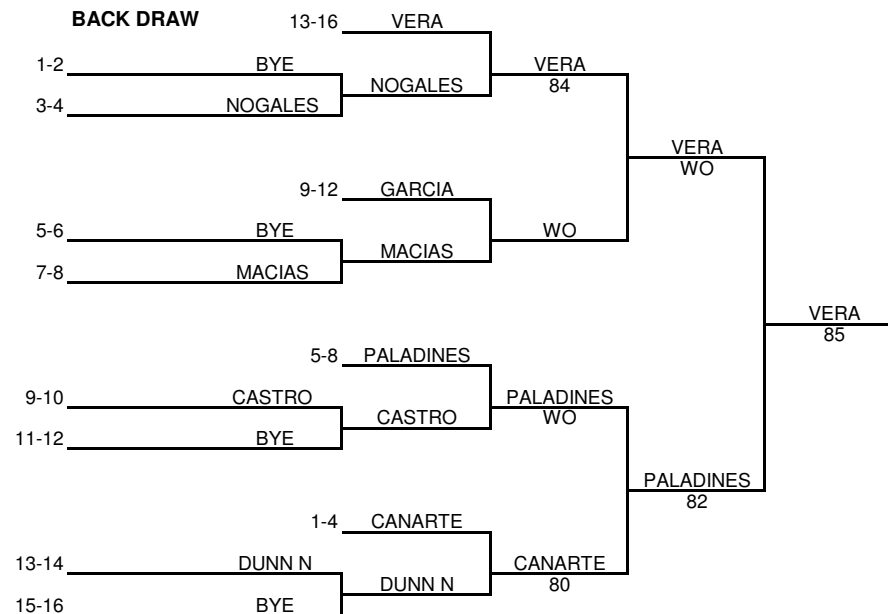 BACK DRAW
13-16 VERA
1-2 BYE
VERA
NOGALES
84
3-4 NOGALES
VERA
WO
9-12 GARCIA
5-6 BYE
WO
MACIAS
7-8 MACIAS
VERA
85
5-8 PALADINES
9-10 CASTRO
PALADINES
CASTRO
WO
11-12 BYE
PALADINES
82
1-4 CANARTE
13-14 DUNN N
CANARTE
DUNN N
80
15-16 BYE